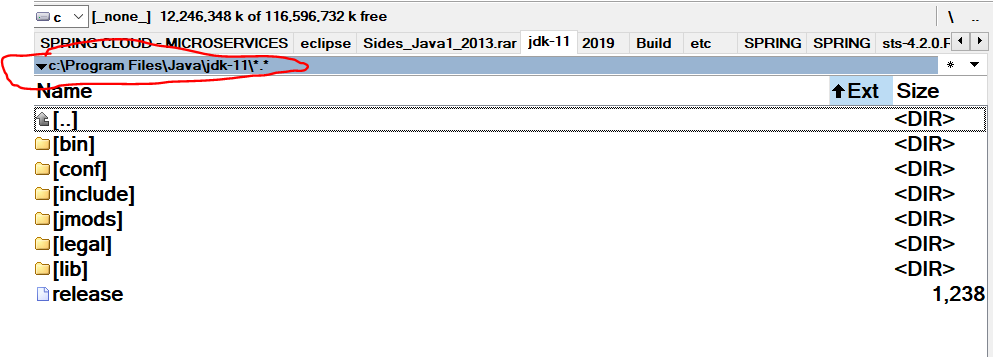 c [_none_] 12,246,348 k of 116,596,732 k free \ ..
SPRING CLOUD - MICROSERVICES eclipse Sides_Java1_2013.rar jdk-11 2019 Build etc SPRING SPRING sts-4.2.0.F
c:\Program Files\Java\jdk-11\*.* *
Name Ext Size
[..] <DIR>
[bin] <DIR>
[conf] <DIR>
[include] <DIR>
[jmods] <DIR>
[legal] <DIR>
[lib] <DIR>
release 1,238